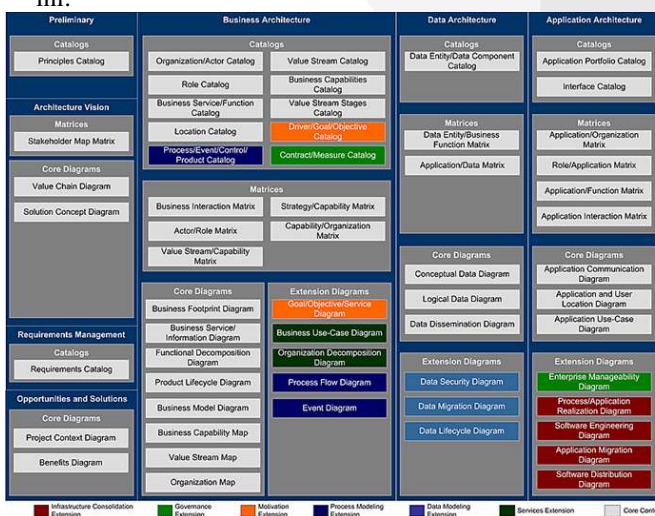 Preliminary
Catalogs
Principles Catalog
Architecture Vision
Matrices
Stakeholder Map Matrix
Core Diagrams
Value Chain Diagram
Solution Concept Diagram
Requirements Management
Catalogs
Requirements Catalog
Opportunities and Solutions
Core Diagrams
Project Context Diagram
Benefits Diagram
Business Architecture
Catalogs
Organization/Actor Catalog
Value Stream Catalog
Role Catalog
Business Capabilities
Catalog
Business Service/Function
Catalog
Value Stream Stages
Catalog
Location Catalog
Driver/Goal/Objective
Catalog
Process/Event/Control/
Product Catalog
Contract/Measure Catalog
Matrices
Business Interaction Matrix
Strategy/Capability Matrix
Actor/Role Matrix
Capability/Organization
Matrix
Value Stream/Capability
Matrix
Core Diagrams
Business Footprint Diagram
Business Service/
Information Diagram
Functional Decomposition
Diagram
Product Lifecycle Diagram
Business Model Diagram
Business Capability Map
Value Stream Map
Organization Map
Extension Diagrams
Goal/Objective/Service
Diagram
Business Use-Case Diagram
Organization Decomposition
Diagram
Process Flow Diagram
Event Diagram
Data Architecture
Catalogs
Data Entity/Data Component
Catalog
Matrices
Data Entity/Business
Function Matrix
Application/Data Matrix
Core Diagrams
Conceptual Data Diagram
Logical Data Diagram
Data Dissemination Diagram
Extension Diagrams
Data Security Diagram
Data Migration Diagram
Data Lifecycle Diagram
Application Architecture
Catalogs
Application Portfolio Catalog
Interface Catalog
Matrices
Application/Organization
Matrix
Role/Application Matrix
Application/Function Matrix
Application Interaction Matrix
Core Diagrams
Application Communication
Diagram
Application and User
Location Diagram
Application Use-Case
Diagram
Extension Diagrams
Enterprise Manageability
Diagram
Process/Application
Realization Diagram
Software Engineering
Diagram
Application Migration
Diagram
Software Distribution
Diagram
Infrastructure Consolidation
Extension
Governance
Extension
Motivation
Extension
Process Modeling
Extension
Data Modeling
Extension
Services Extension
Core Cont